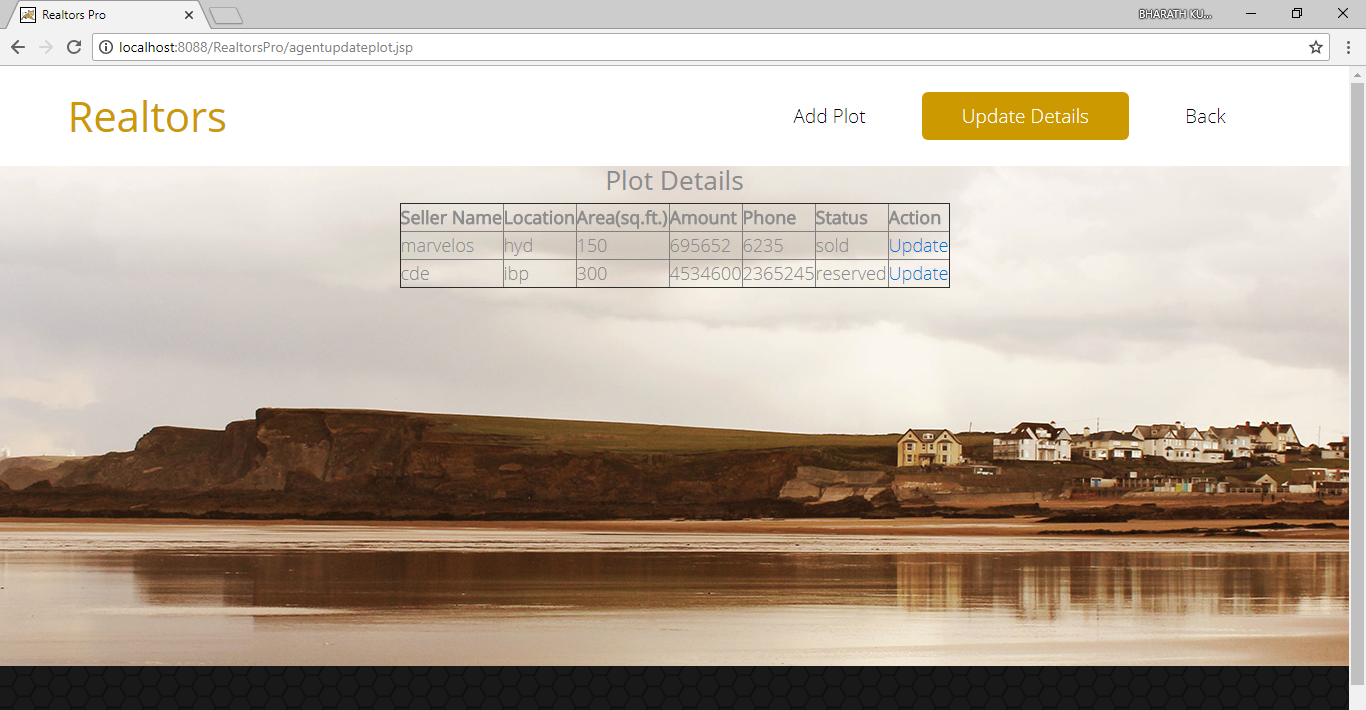 Realtors Pro
BHARATH KU...
localhost:8088/RealtorsPro/agentupdateplot.jsp
Realtors
Add Plot
Update Details
Back
Plot Details
Seller Name Location Area(sq.ft.) Amount Phone Status Action
marvelos hyd 150 695652 6235 sold Update
cde ibp 300 4534600 2365245 reserved Update